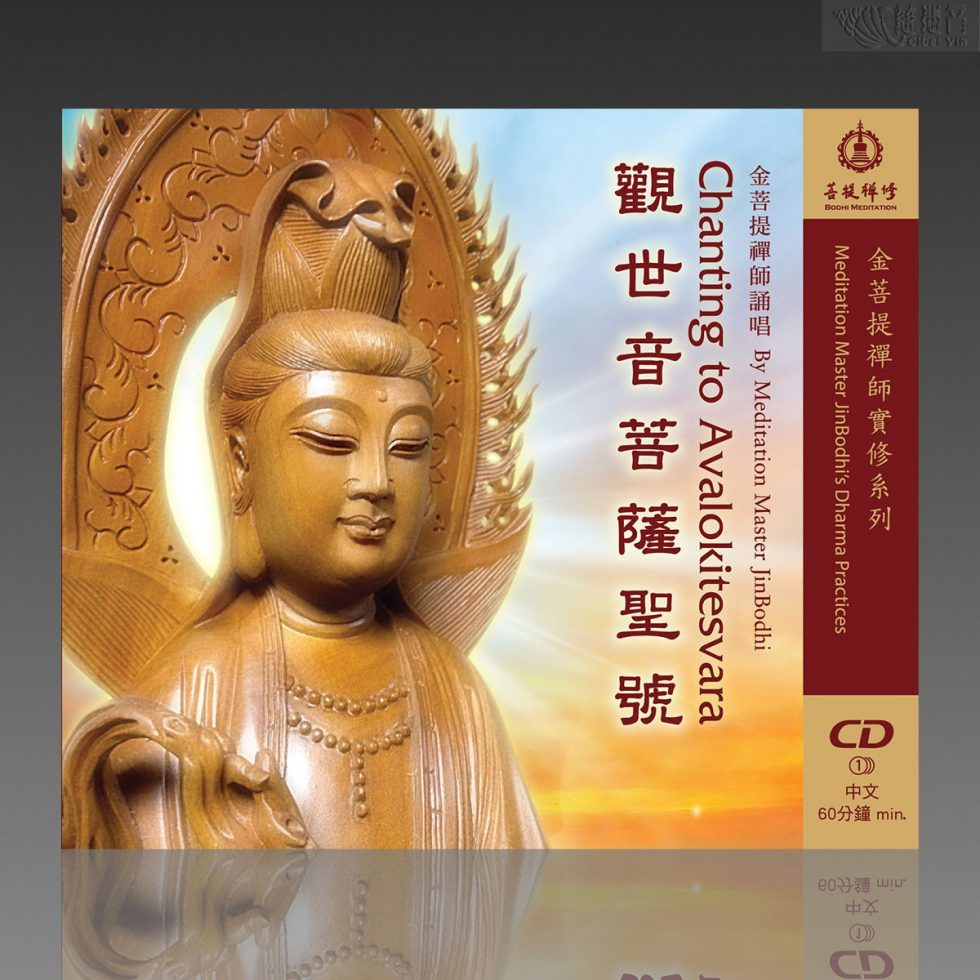 觀世音菩薩聖號
Chanting to Avalokitesvara
金菩提禪師誦唱 By Meditation Master JinBodhi
菩提禪修
BODHI MEDITATION
金菩提禪師實修系列
Meditation Master JinBodhi's Dharma Practices
CD
1
中文
60分鐘 min.